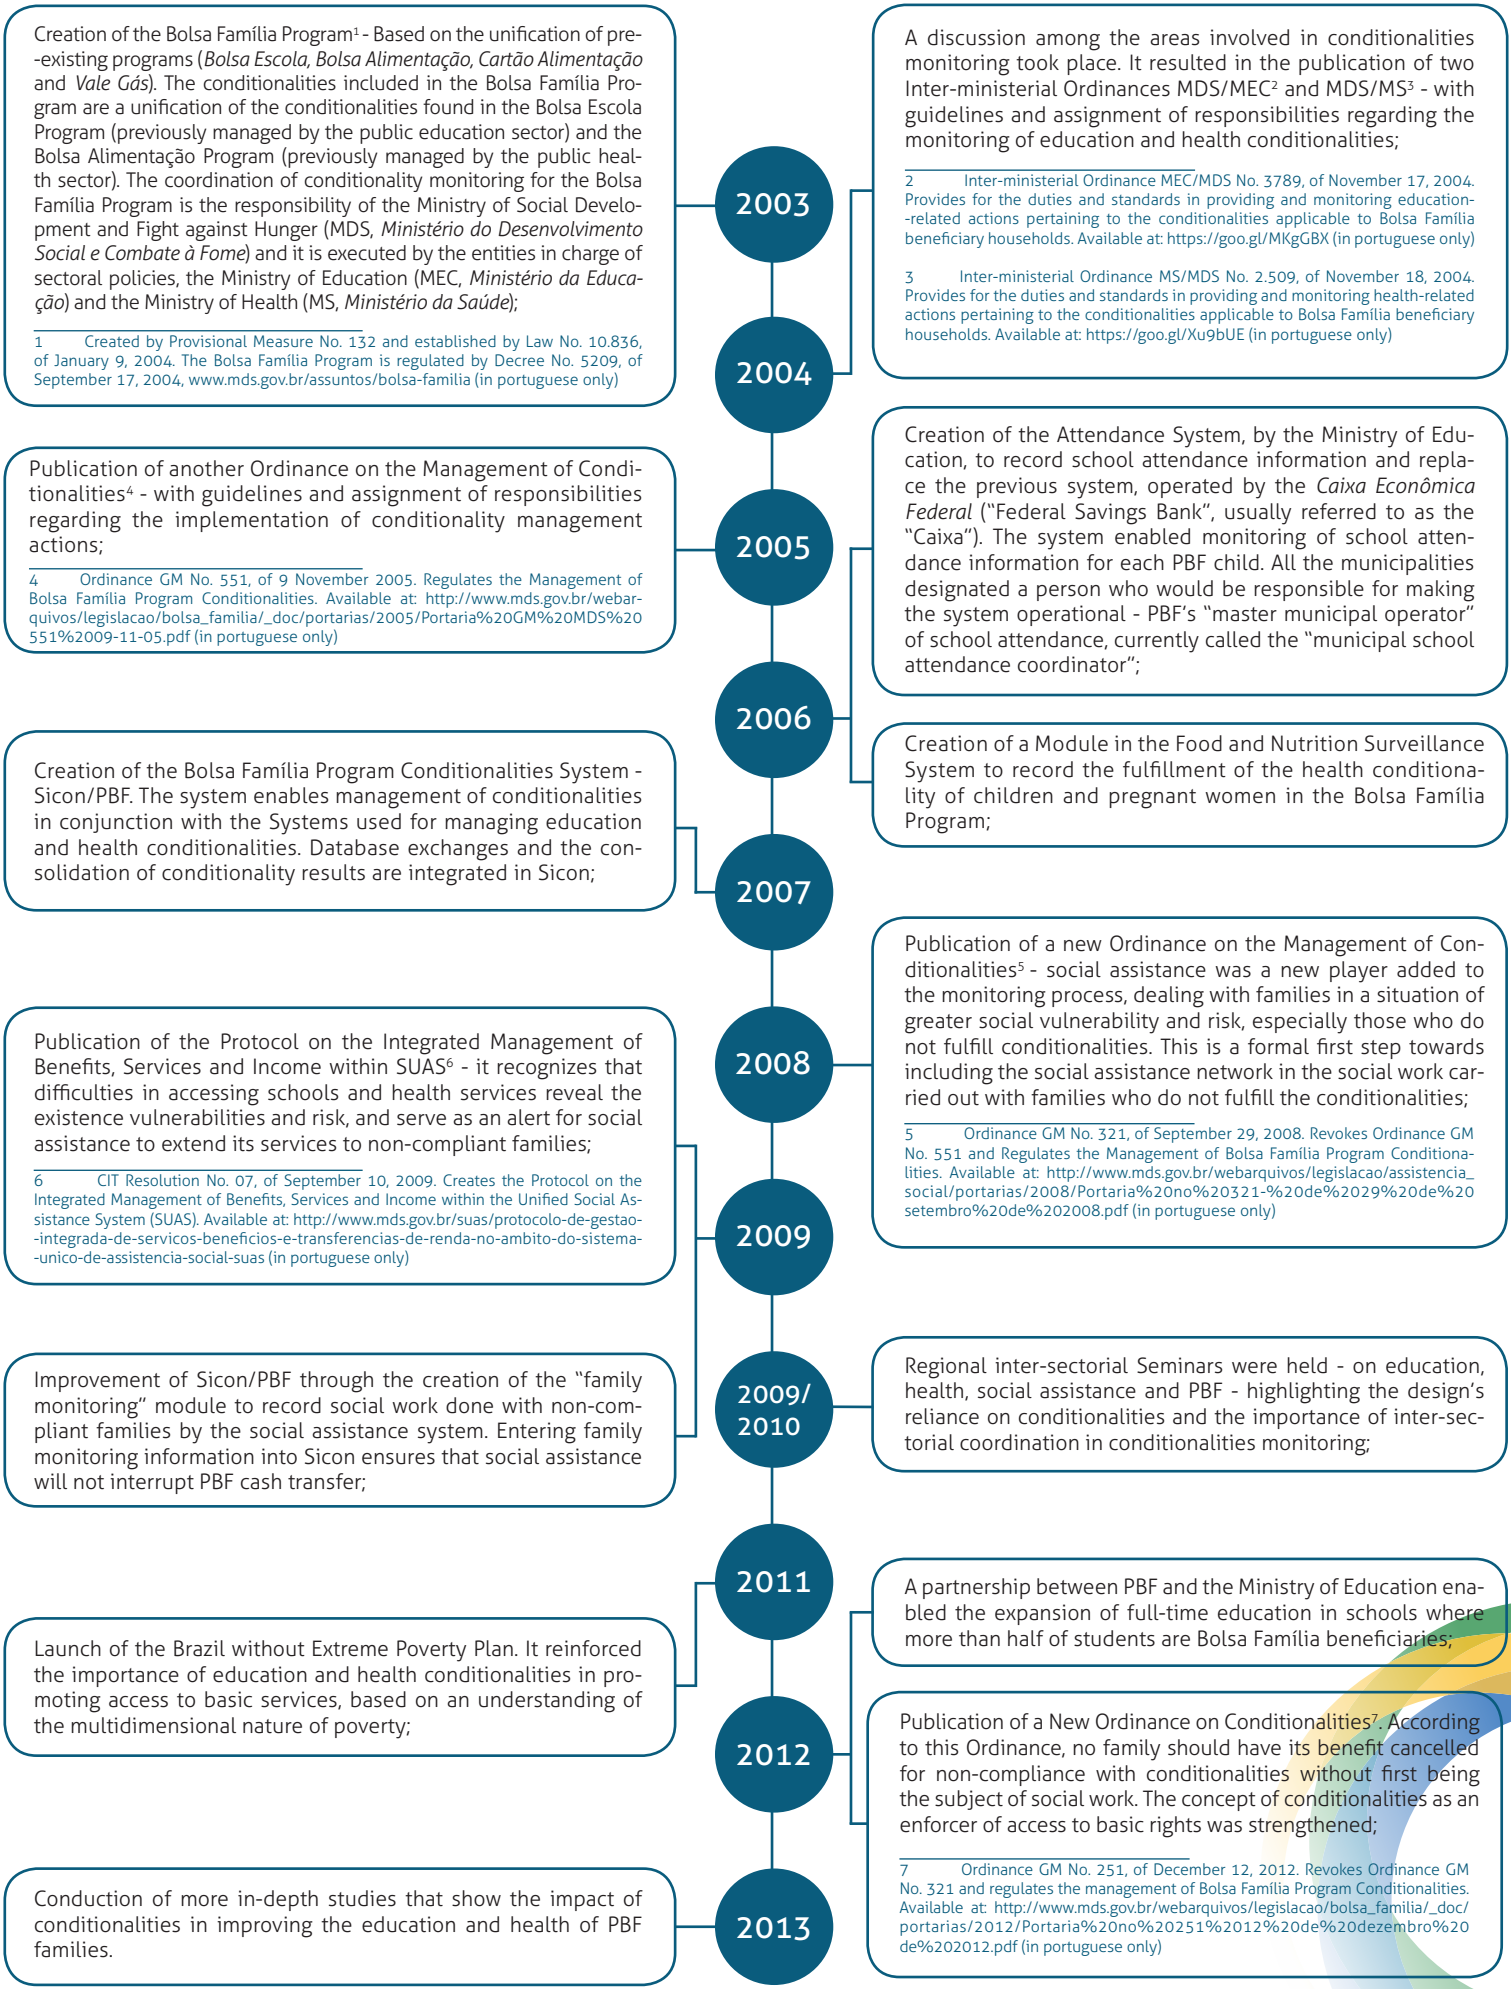 Creation of the Bolsa Família Program¹ - Based on the unification of pre-
-existing programs (Bolsa Escola, Bolsa Alimentação, Cartão Alimentação
and Vale Gás). The conditionalities included in the Bolsa Família Pro-
gram are a unification of the conditionalities found in the Bolsa Escola
Program (previously managed by the public education sector) and the
Bolsa Alimentação Program (previously managed by the public heal-
th sector). The coordination of conditionality monitoring for the Bolsa
Família Program is the responsibility of the Ministry of Social Develo-
pment and Fight against Hunger (MDS, Ministério do Desenvolvimento
Social e Combate à Fome) and it is executed by the entities in charge of
sectoral policies, the Ministry of Education (MEC, Ministério da Educa-
ção) and the Ministry of Health (MS, Ministério da Saúde);
1 Created by Provisional Measure No. 132 and established by Law No. 10.836,
of January 9, 2004. The Bolsa Família Program is regulated by Decree No. 5209, of
September 17, 2004, www.mds.gov.br/assuntos/bolsa-familia (in portuguese only)
2003
A discussion among the areas involved in conditionalities
monitoring took place. It resulted in the publication of two
Inter-ministerial Ordinances MDS/MEC² and MDS/MS³ - with
guidelines and assignment of responsibilities regarding the
monitoring of education and health conditionalities;
2 Inter-ministerial Ordinance MEC/MDS No. 3789, of November 17, 2004.
Provides for the duties and standards in providing and monitoring education-
-related actions pertaining to the conditionalities applicable to Bolsa Família
beneficiary households. Available at: https://goo.gl/MKgGBX (in portuguese only)
3 Inter-ministerial Ordinance MS/MDS No. 2.509, of November 18, 2004.
Provides for the duties and standards in providing and monitoring health-related
actions pertaining to the conditionalities applicable to Bolsa Família beneficiary
households. Available at: https://goo.gl/Xu9bUE (in portuguese only)
2004
Publication of another Ordinance on the Management of Condi-
tionalities⁴ - with guidelines and assignment of responsibilities
regarding the implementation of conditionality management
actions;
4 Ordinance GM No. 551, of 9 November 2005. Regulates the Management of
Bolsa Família Program Conditionalities. Available at: http://www.mds.gov.br/webar-
quivos/legislacao/bolsa_familia/_doc/portarias/2005/Portaria%20GM%20MDS%20
551%2009-11-05.pdf (in portuguese only)
2005
Creation of the Attendance System, by the Ministry of Edu-
cation, to record school attendance information and repla-
ce the previous system, operated by the Caixa Econômica
Federal ("Federal Savings Bank", usually referred to as the
"Caixa"). The system enabled monitoring of school atten-
dance information for each PBF child. All the municipalities
designated a person who would be responsible for making
the system operational - PBF's "master municipal operator"
of school attendance, currently called the "municipal school
attendance coordinator";
2006
Creation of a Module in the Food and Nutrition Surveillance
System to record the fulfillment of the health conditiona-
lity of children and pregnant women in the Bolsa Família
Program;
Creation of the Bolsa Família Program Conditionalities System -
Sicon/PBF. The system enables management of conditionalities
in conjunction with the Systems used for managing education
and health conditionalities. Database exchanges and the con-
solidation of conditionality results are integrated in Sicon;
2007
Publication of a new Ordinance on the Management of Con-
ditionalities⁵ - social assistance was a new player added to
the monitoring process, dealing with families in a situation of
greater social vulnerability and risk, especially those who do
not fulfill conditionalities. This is a formal first step towards
including the social assistance network in the social work car-
ried out with families who do not fulfill the conditionalities;
5 Ordinance GM No. 321, of September 29, 2008. Revokes Ordinance GM
No. 551 and Regulates the Management of Bolsa Família Program Conditiona-
lities. Available at: http://www.mds.gov.br/webarquivos/legislacao/assistencia_
social/portarias/2008/Portaria%20no%20321-%20de%2029%20de%20
setembro%20de%202008.pdf (in portuguese only)
2008
Publication of the Protocol on the Integrated Management of
Benefits, Services and Income within SUAS⁶ - it recognizes that
difficulties in accessing schools and health services reveal the
existence vulnerabilities and risk, and serve as an alert for social
assistance to extend its services to non-compliant families;
6 CIT Resolution No. 07, of September 10, 2009. Creates the Protocol on the
Integrated Management of Benefits, Services and Income within the Unified Social As-
sistance System (SUAS). Available at: http://www.mds.gov.br/suas/protocolo-de-gestao-
-integrada-de-servicos-beneficios-e-transferencias-de-renda-no-ambito-do-sistema-
-unico-de-assistencia-social-suas (in portuguese only)
2009
Improvement of Sicon/PBF through the creation of the "family
monitoring" module to record social work done with non-com-
pliant families by the social assistance system. Entering family
monitoring information into Sicon ensures that social assistance
will not interrupt PBF cash transfer;
2009/
2010
Regional inter-sectorial Seminars were held - on education,
health, social assistance and PBF - highlighting the design's
reliance on conditionalities and the importance of inter-sec-
torial coordination in conditionalities monitoring;
2011
Launch of the Brazil without Extreme Poverty Plan. It reinforced
the importance of education and health conditionalities in pro-
moting access to basic services, based on an understanding of
the multidimensional nature of poverty;
A partnership between PBF and the Ministry of Education ena-
bled the expansion of full-time education in schools where
more than half of students are Bolsa Família beneficiaries;
2012
Publication of a New Ordinance on Conditionalities⁷. According
to this Ordinance, no family should have its benefit cancelled
for non-compliance with conditionalities without first being
the subject of social work. The concept of conditionalities as an
enforcer of access to basic rights was strengthened;
7 Ordinance GM No. 251, of December 12, 2012. Revokes Ordinance GM
No. 321 and regulates the management of Bolsa Família Program Conditionalities.
Available at: http://www.mds.gov.br/webarquivos/legislacao/bolsa_familia/_doc/
portarias/2012/Portaria%20no%20251%2012%20de%20dezembro%20
de%202012.pdf (in portuguese only)
Conduction of more in-depth studies that show the impact of
conditionalities in improving the education and health of PBF
families.
2013